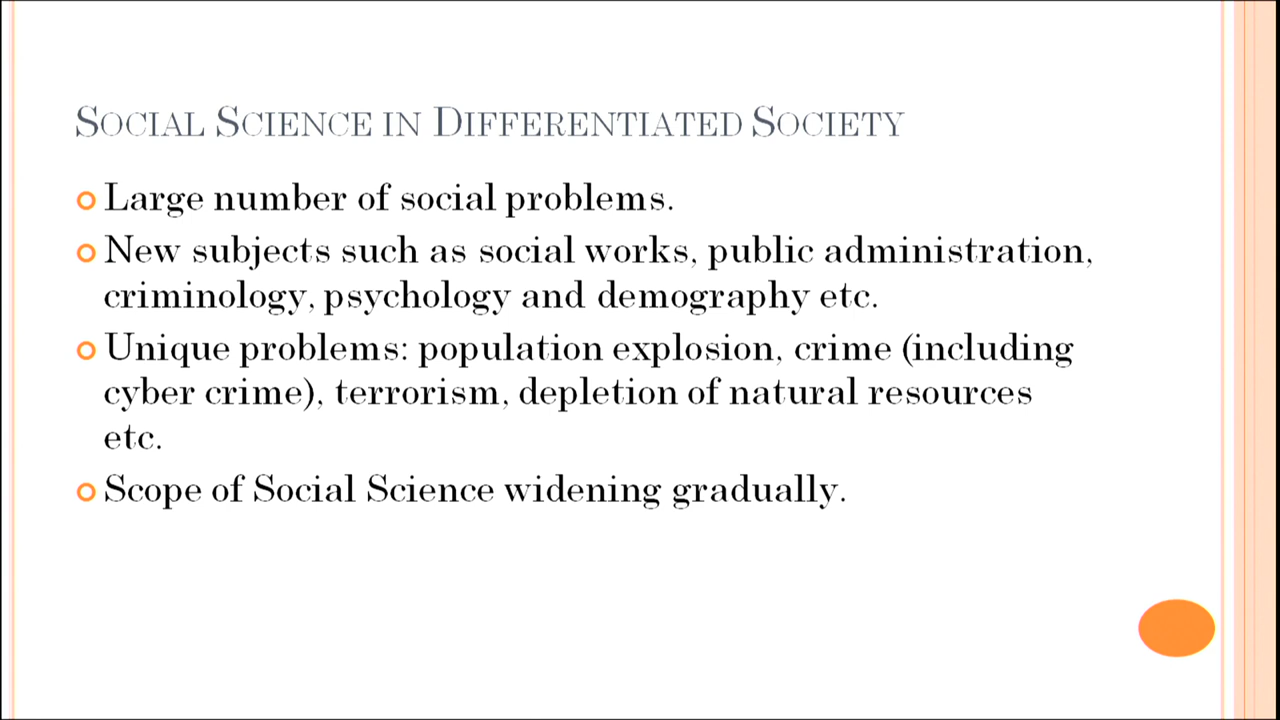 SOCIAL SCIENCE IN DIFFERENTIATED SOCIETY
Large number of social problems.
New subjects such as social works, public administration,
criminology, psychology and demography etc.
Unique problems: population explosion, crime (including
cyber crime), terrorism, depletion of natural resources
etc.
Scope of Social Science widening gradually.